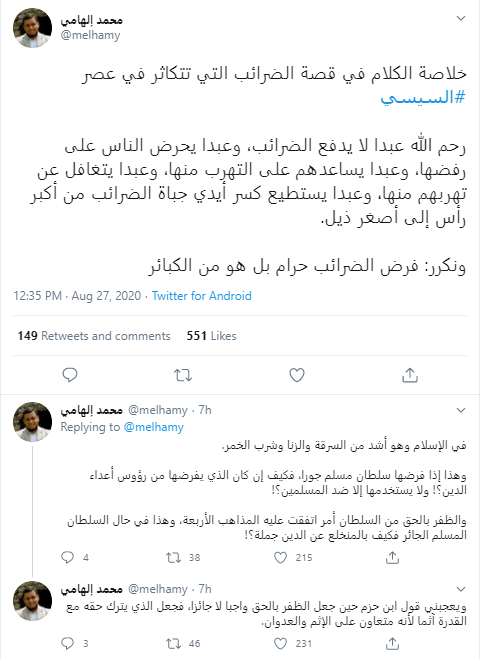 محمد إلهامي
@melhamy
خلاصة الكلام في قصة الضرائب التي تتكاثر في عصر
#السيسي
رحم الله عبدا لا يدفع الضرائب، وعبدا يحرض الناس على
رفضها، وعبدا يساعدهم على التهرب منها، وعبدا يتغافل عن
تهربهم منها، وعبدا يستطيع كسر أيدي جباة الضرائب من أكبر
رأس إلى أصغر ذيل.
ونكرر: فرض الضرائب حرام بل هو من الكبائر
12:35 PM · Aug 27, 2020 · Twitter for Android
149 Retweets and comments 551 Likes
محمد إلهامي @melhamy · 7h
Replying to @melhamy
في الإسلام وهو أشد من السرقة والزنا وشرب الخمر.
وهذا إذا فرضها سلطان مسلم جورا، فكيف إن كان الذي يفرضها من رؤوس أعداء
الدين؟! ولا يستخدمها إلا ضد المسلمين؟!
والظفر بالحق من السلطان أمر اتفقت عليه المذاهب الأربعة، وهذا في حال السلطان
المسلم الجائر فكيف بالمنخلع عن الدين جملة؟!
4 38 215
محمد إلهامي @melhamy · 7h
ويعجبني قول ابن حزم حين جعل الظفر بالحق واجبا لا جائزا، فجعل الذي يترك حقه مع
القدرة آثما لأنه متعاون على الإثم والعدوان.
3 46 231